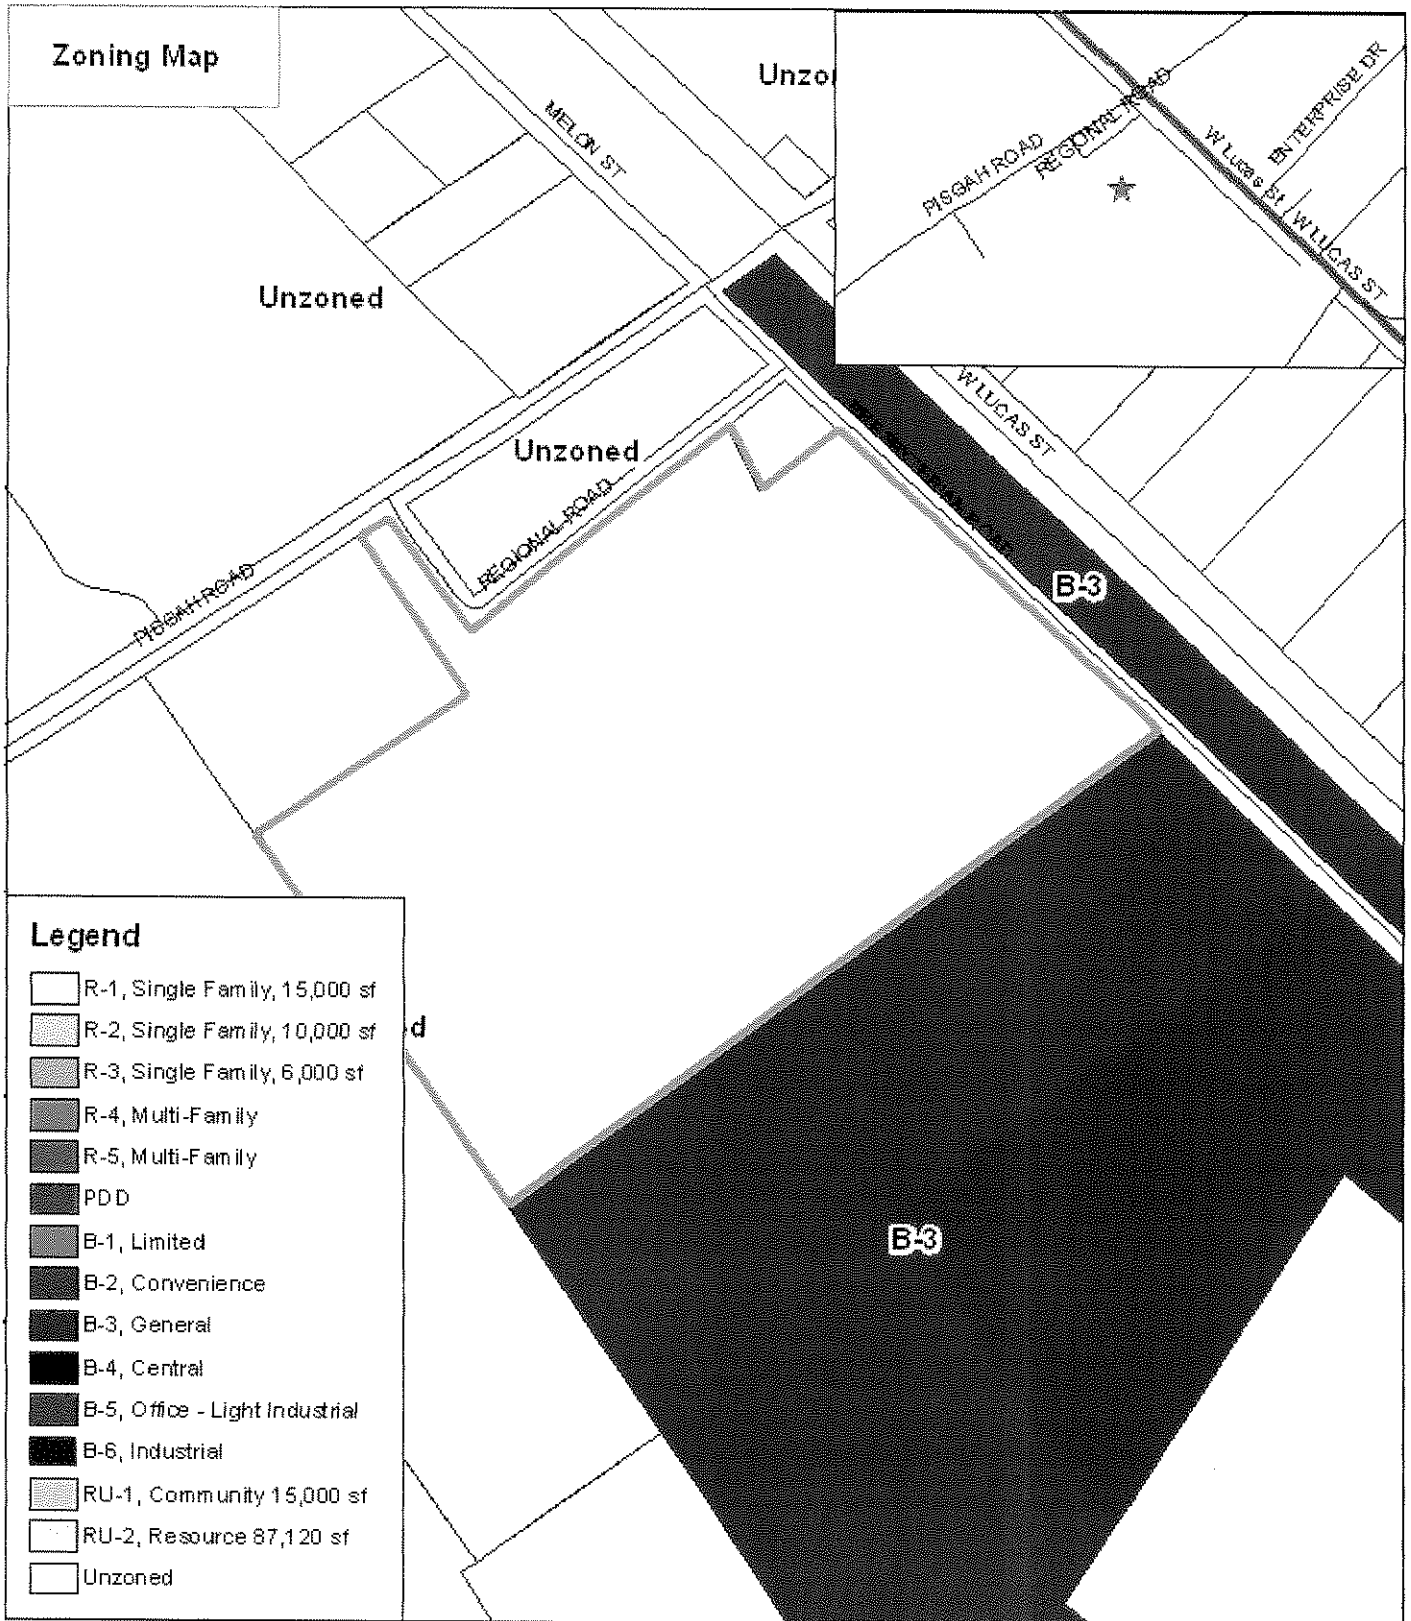 Zoning Map
Unzo
MELON ST
PISGAH ROAD
REGIONAL ROAD
W Lucas St
ENTERPRISE DR
W LUCAS ST
Unzoned
W LUCAS ST
Unzoned
REGIONAL ROAD
PISGAH ROAD
B-3
Legend
R-1, Single Family, 15,000 sf
R-2, Single Family, 10,000 sf
d
R-3, Single Family, 6,000 sf
R-4, Multi-Family
R-5, Multi-Family
PDD
B-1, Limited
B-2, Convenience
B-3
B-3, General
B-4, Central
B-5, Office - Light Industrial
B-6, Industrial
RU-1, Community 15,000 sf
RU-2, Resource 87,120 sf
Unzoned